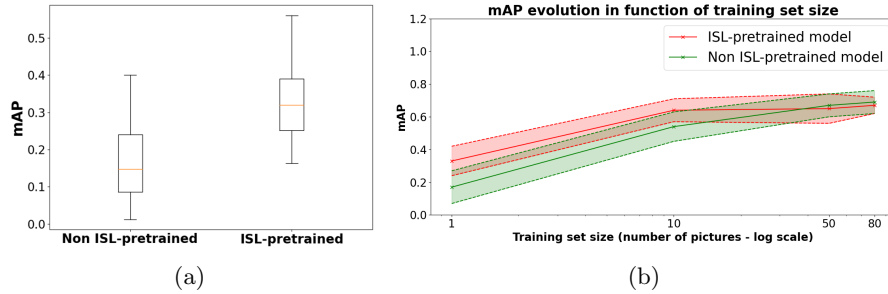 mAP
0.5
0.4
0.3
0.2
0.1
0.0
Non ISL-pretrained
ISL-pretrained
(a)
mAP evolution in function of training set size
ISL-pretrained model
Non ISL-pretrained model
mAP
1.2
1.0
0.8
0.6
0.4
0.2
0.0
1
10
50
80
Training set size (number of pictures - log scale)
(b)